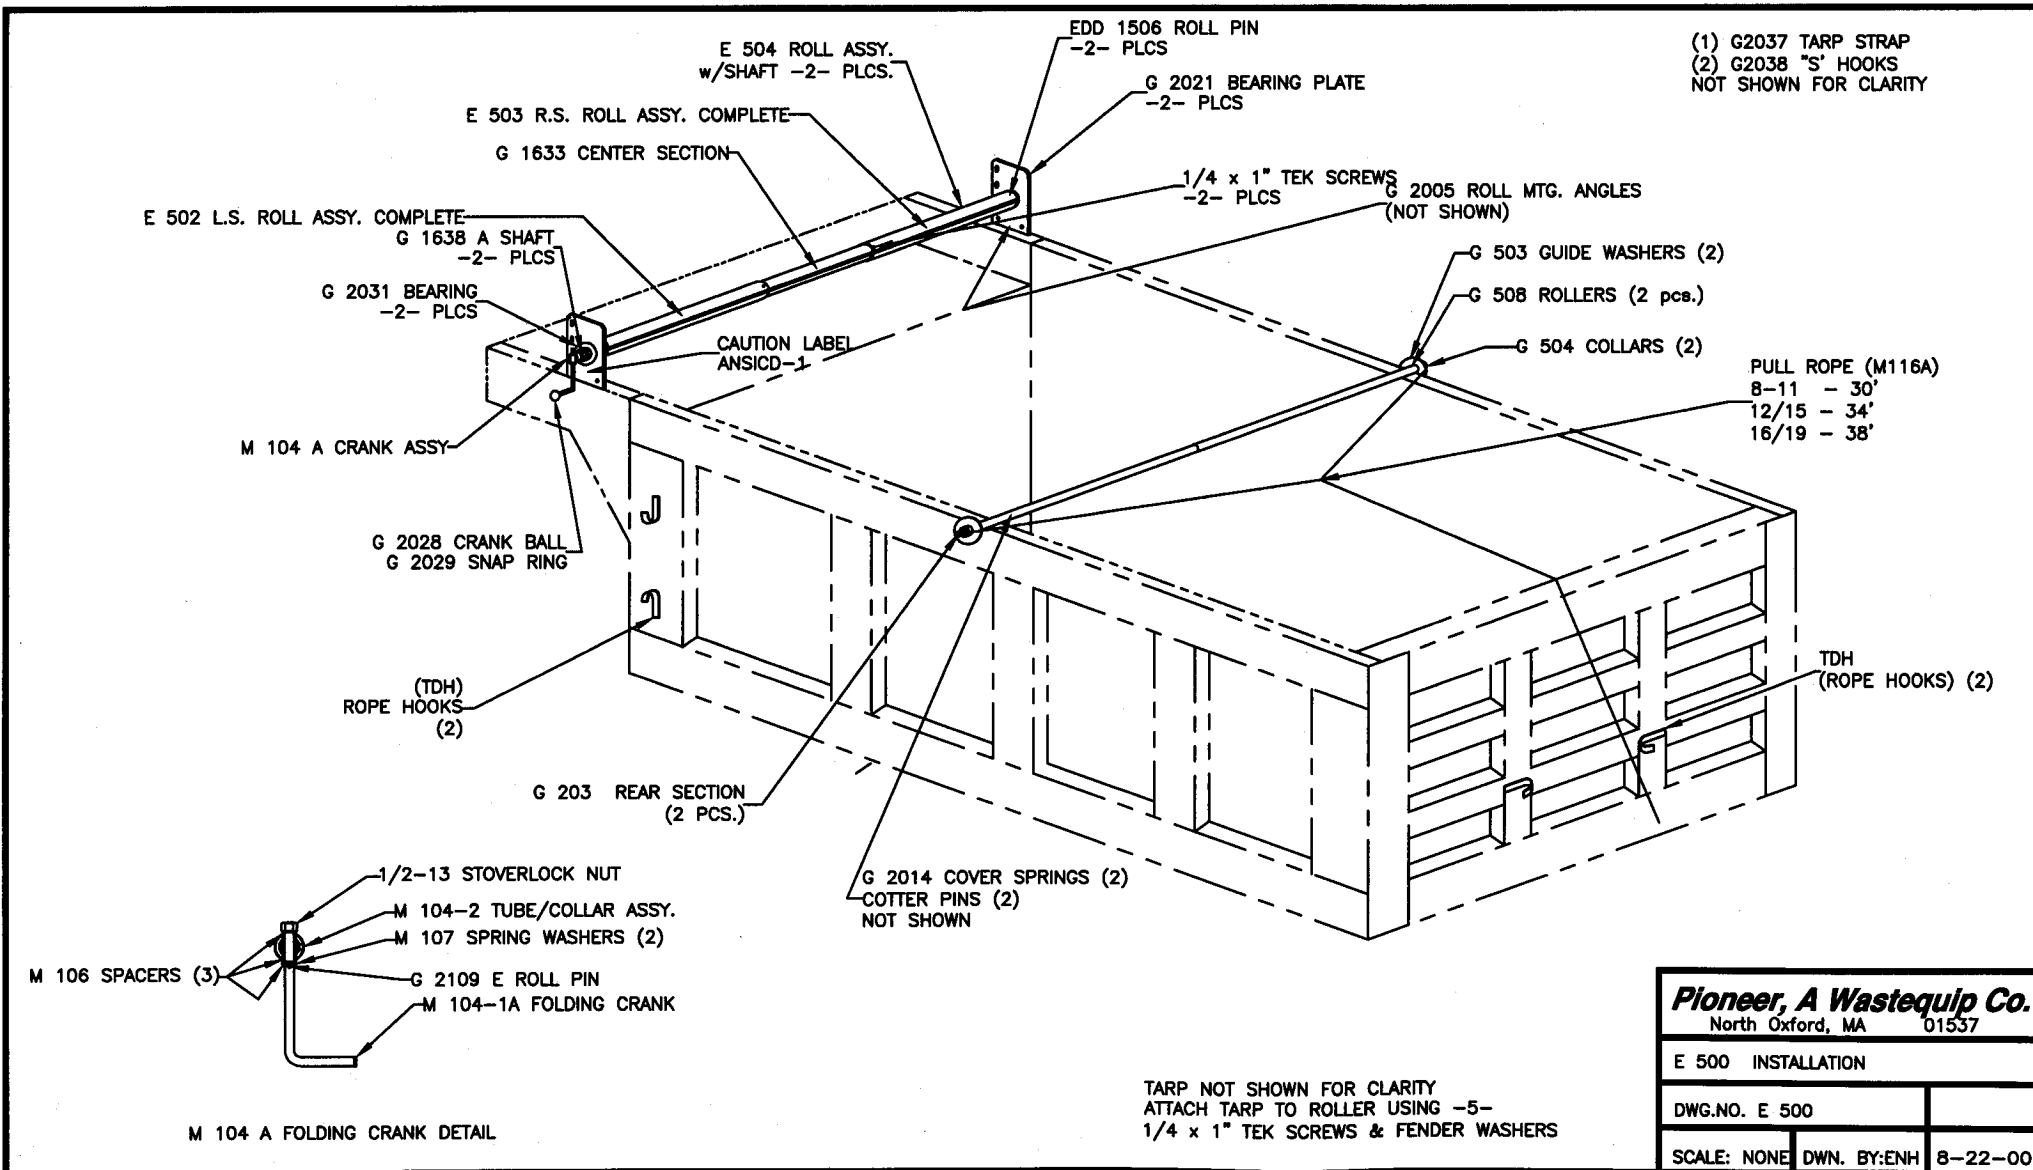 EDD 1506 ROLL PIN
-2- PLCS
E 504 ROLL ASSY.
w/SHAFT -2- PLCS.
(1) G2037 TARP STRAP
(2) G2038 "S' HOOKS
NOT SHOWN FOR CLARITY
G 2021 BEARING PLATE
-2- PLCS
E 503 R.S. ROLL ASSY. COMPLETE
G 1633 CENTER SECTION
1/4 x 1" TEK SCREWS
-2- PLCS
G 2005 ROLL MTG. ANGLES
(NOT SHOWN)
E 502 L.S. ROLL ASSY. COMPLETE
G 1638 A SHAFT
-2- PLCS
G 2031 BEARING
-2- PLCS
G 503 GUIDE WASHERS (2)
G 508 ROLLERS (2 pcs.)
G 504 COLLARS (2)
CAUTION LABEL
ANSICD-1
PULL ROPE (M116A)
8-11 - 30'
12/15 - 34'
16/19 - 38'
M 104 A CRANK ASSY
G 2028 CRANK BALL
G 2029 SNAP RING
(TDH)
ROPE HOOKS
(2)
TDH
(ROPE HOOKS) (2)
G 203 REAR SECTION
(2 PCS.)
G 2014 COVER SPRINGS (2)
COTTER PINS (2)
NOT SHOWN
1/2-13 STOVERLOCK NUT
M 104-2 TUBE/COLLAR ASSY.
M 107 SPRING WASHERS (2)
M 106 SPACERS (3)
G 2109 E ROLL PIN
M 104-1A FOLDING CRANK
M 104 A FOLDING CRANK DETAIL
TARP NOT SHOWN FOR CLARITY
ATTACH TARP TO ROLLER USING -5-
1/4 x 1" TEK SCREWS & FENDER WASHERS
Pioneer, A Wastequip Co.
North Oxford, MA 01537
E 500 INSTALLATION
DWG.NO. E 500
SCALE: NONE DWN. BY:ENH 8-22-00